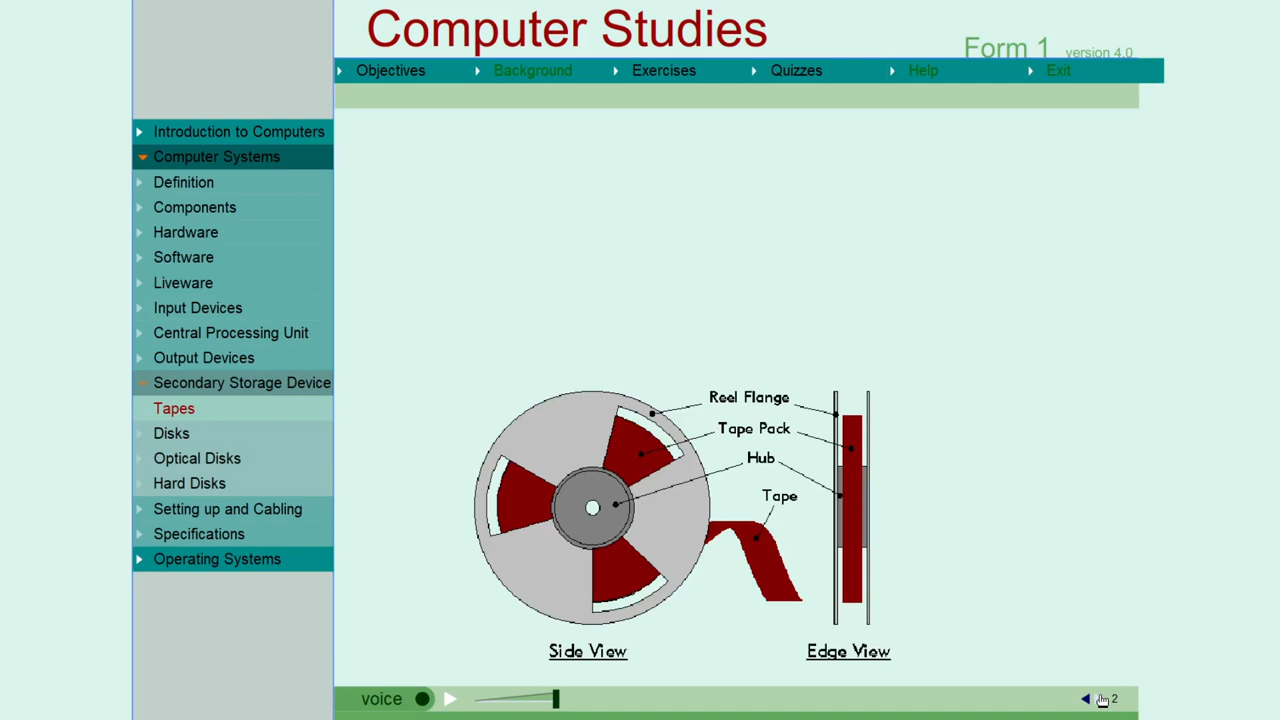 Computer Studies
Form 1 version 4.0
Objectives Background Exercises Quizzes Help Exit
Introduction to Computers
Computer Systems
Definition
Components
Hardware
Software
Liveware
Input Devices
Central Processing Unit
Output Devices
Secondary Storage Device
Tapes
Disks
Optical Disks
Hard Disks
Setting up and Cabling
Specifications
Operating Systems
Reel Flange
Tape Pack
Hub
Tape
Side View
Edge View
voice
2